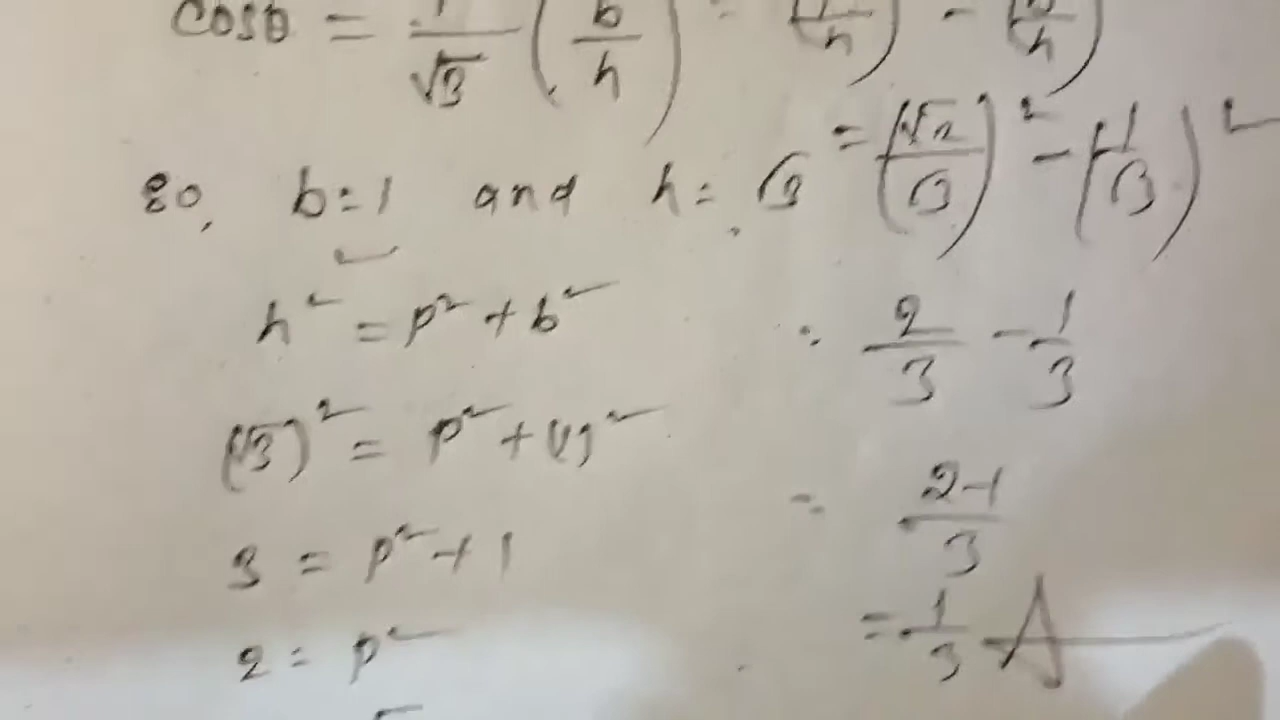 cosθ = 1/√3 (b/h)
So, b=1 and h= √3
h² = p² + b²
(√3)² = p² + (1)²
3 = p² + 1
2 = p²
= (√2/√3)² - (1/√3)²
= 2/3 - 1/3
= 2-1/3
= 1/3 A